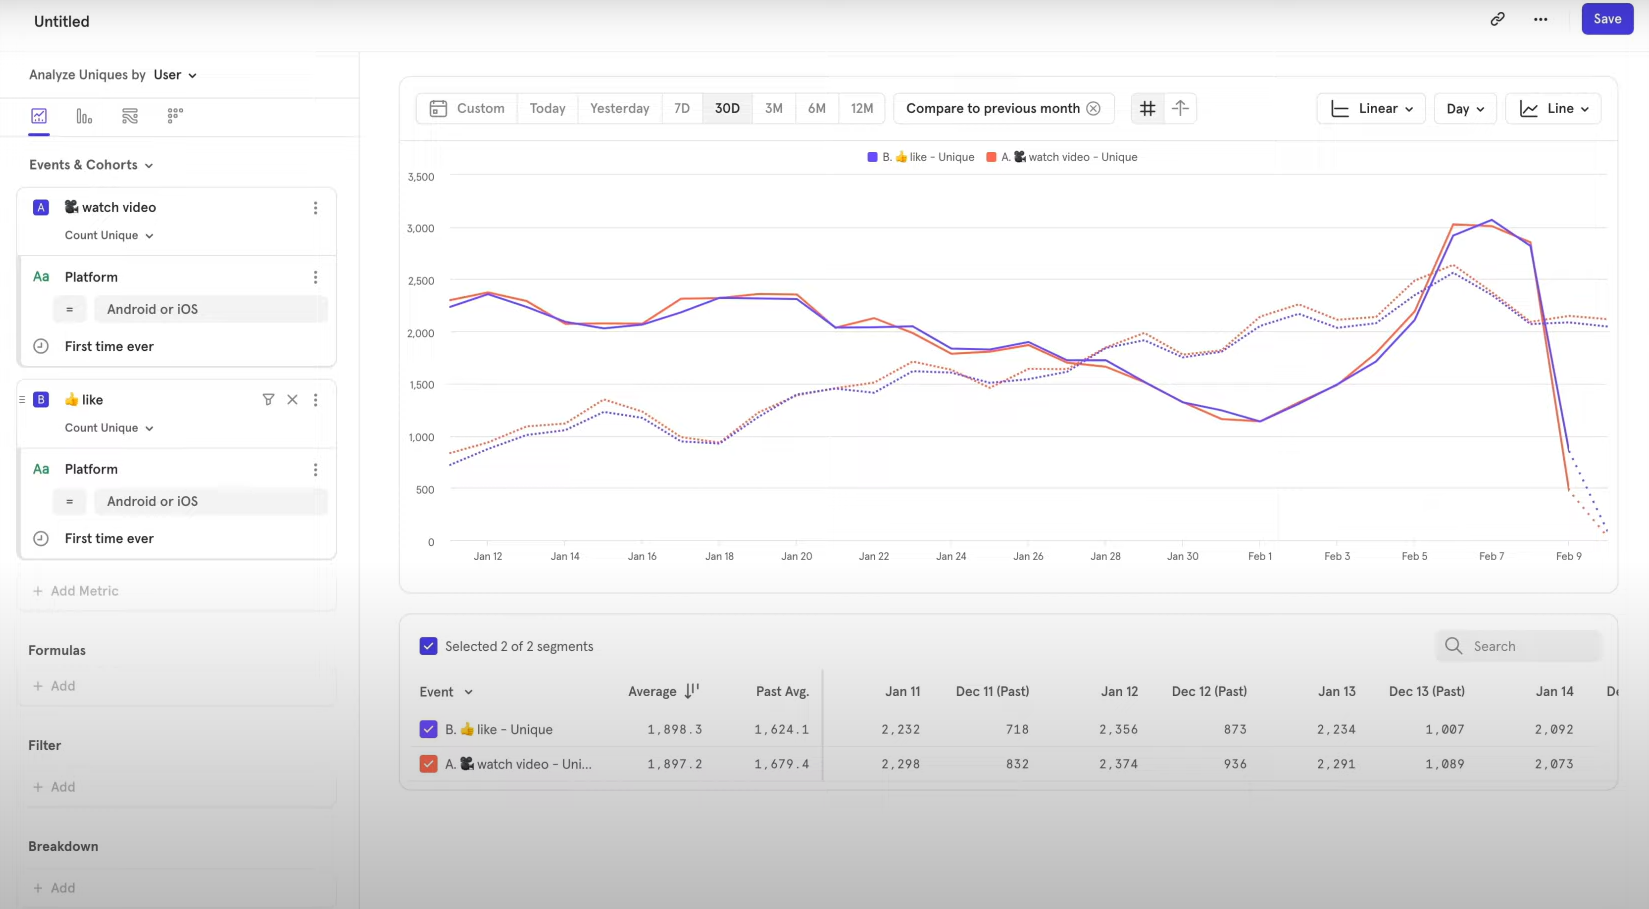 Untitled
Save
Analyze Uniques by User
Events & Cohorts
A watch video
Count Unique
Aa Platform
= Android or iOS
First time ever
B 👍 like
Count Unique
Aa Platform
= Android or iOS
First time ever
+ Add Metric
Formulas
+ Add
Filter
+ Add
Breakdown
+ Add
Custom Today Yesterday 7D 30D 3M 6M 12M Compare to previous month Linear Day Line
B. 👍 like - Unique A. 🎥 watch video - Unique
3,500
3,000
2,500
2,000
1,500
1,000
500
0
Jan 12 Jan 14 Jan 16 Jan 18 Jan 20 Jan 22 Jan 24 Jan 26 Jan 28 Jan 30 Feb 1 Feb 3 Feb 5 Feb 7 Feb 9
Selected 2 of 2 segments Search
Event Average Past Avg. Jan 11 Dec 11 (Past) Jan 12 Dec 12 (Past) Jan 13 Dec 13 (Past) Jan 14 De
B. 👍 like - Unique 1,898.3 1,624.1 2,232 718 2,356 873 2,234 1,007 2,092
A. 🎥 watch video - Uni... 1,897.2 1,679.4 2,298 832 2,374 936 2,291 1,089 2,073